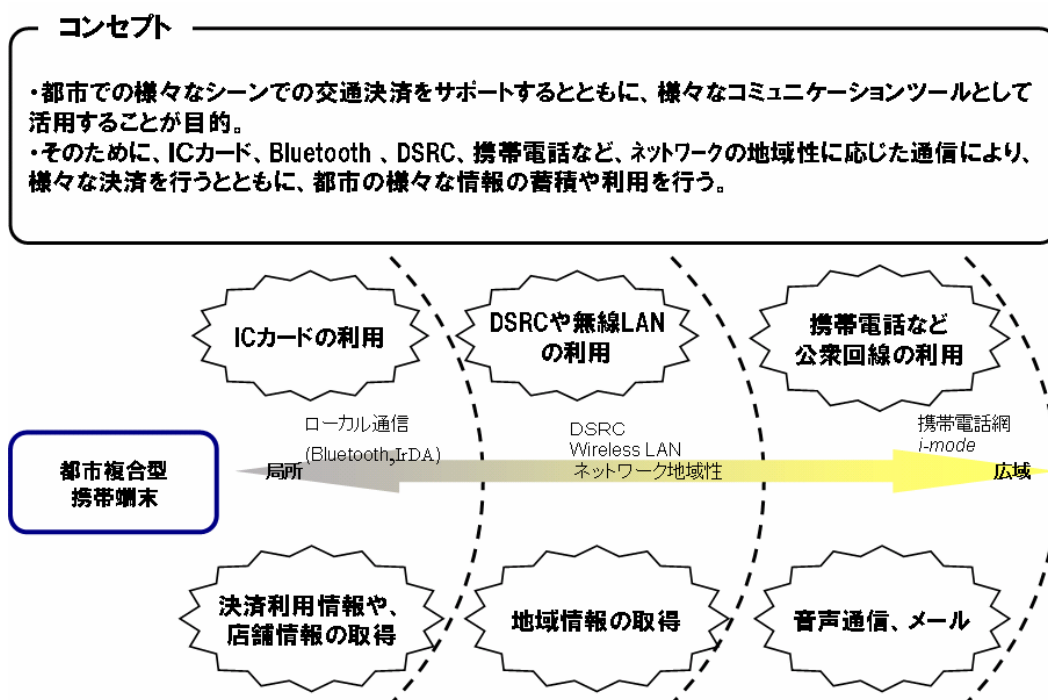 コンセプト
・都市での様々なシーンでの交通決済をサポートするとともに、様々なコミュニケーションツールとして
活用することが目的。
・そのために、ICカード、Bluetooth 、DSRC、携帯電話など、ネットワークの地域性に応じた通信により、
様々な決済を行うとともに、都市の様々な情報の蓄積や利用を行う。
ICカードの利用
DSRCや無線LAN
の利用
携帯電話など
公衆回線の利用
ローカル通信
(Bluetooth,IrDA)
DSRC
Wireless LAN
ネットワーク地域性
携帯電話網
i-mode
都市複合型
携帯端末
局所
広域
決済利用情報や、
店舗情報の取得
地域情報の取得
音声通信、メール